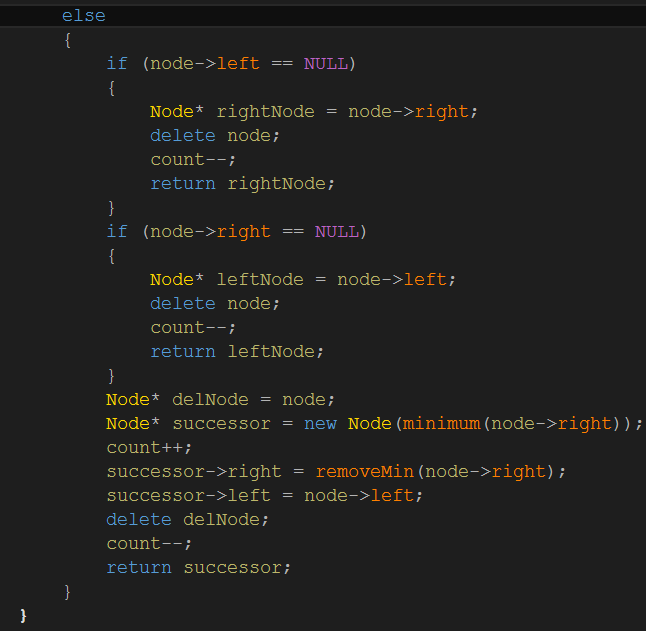 else
{
if (node->left == NULL)
{
Node* rightNode = node->right;
delete node;
count--;
return rightNode;
}
if (node->right == NULL)
{
Node* leftNode = node->left;
delete node;
count--;
return leftNode;
}
Node* delNode = node;
Node* successor = new Node(minimum(node->right));
count++;
successor->right = removeMin(node->right);
successor->left = node->left;
delete delNode;
count--;
return successor;
}
}